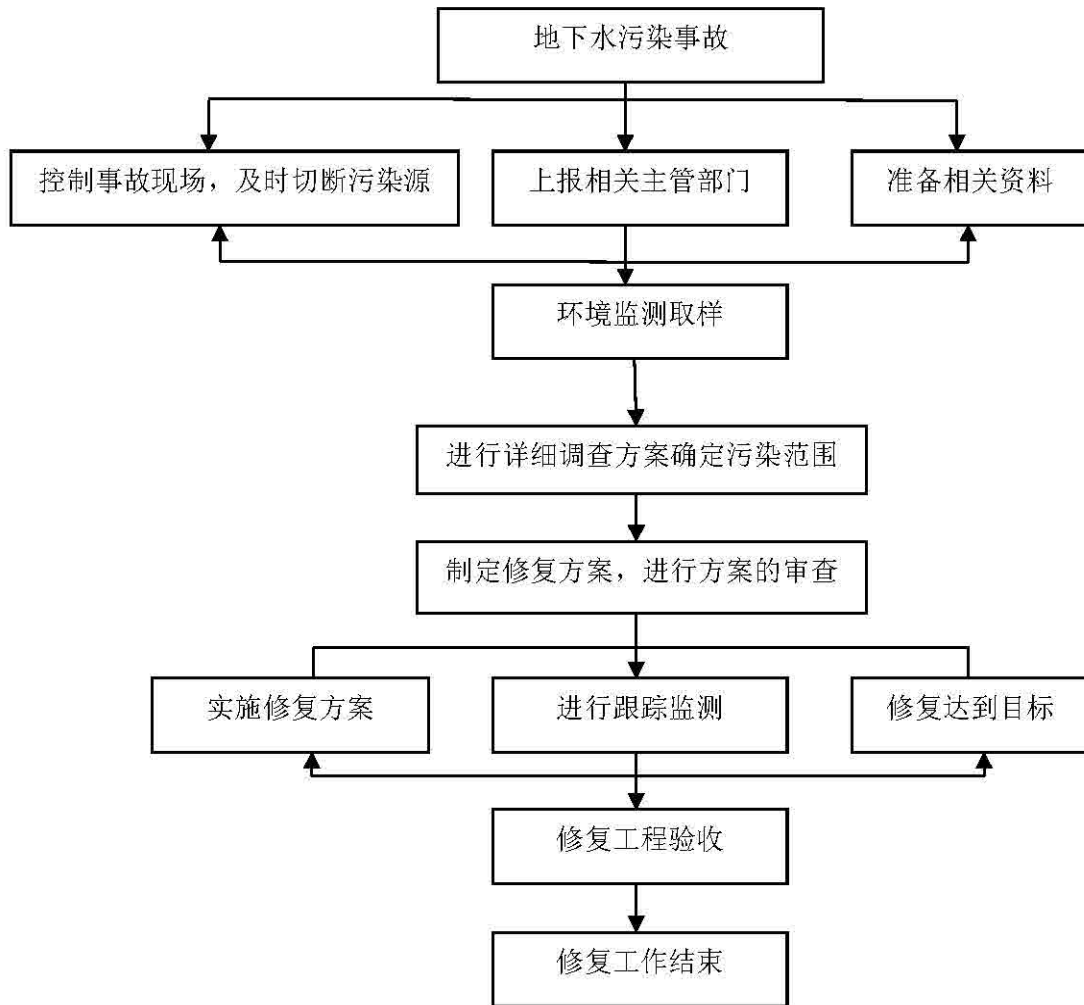 地下水污染事故
控制事故现场，及时切断污染源
上报相关主管部门
准备相关资料
环境监测取样
进行详细调查方案确定污染范围
制定修复方案，进行方案的审查
实施修复方案
进行跟踪监测
修复达到目标
修复工程验收
修复工作结束